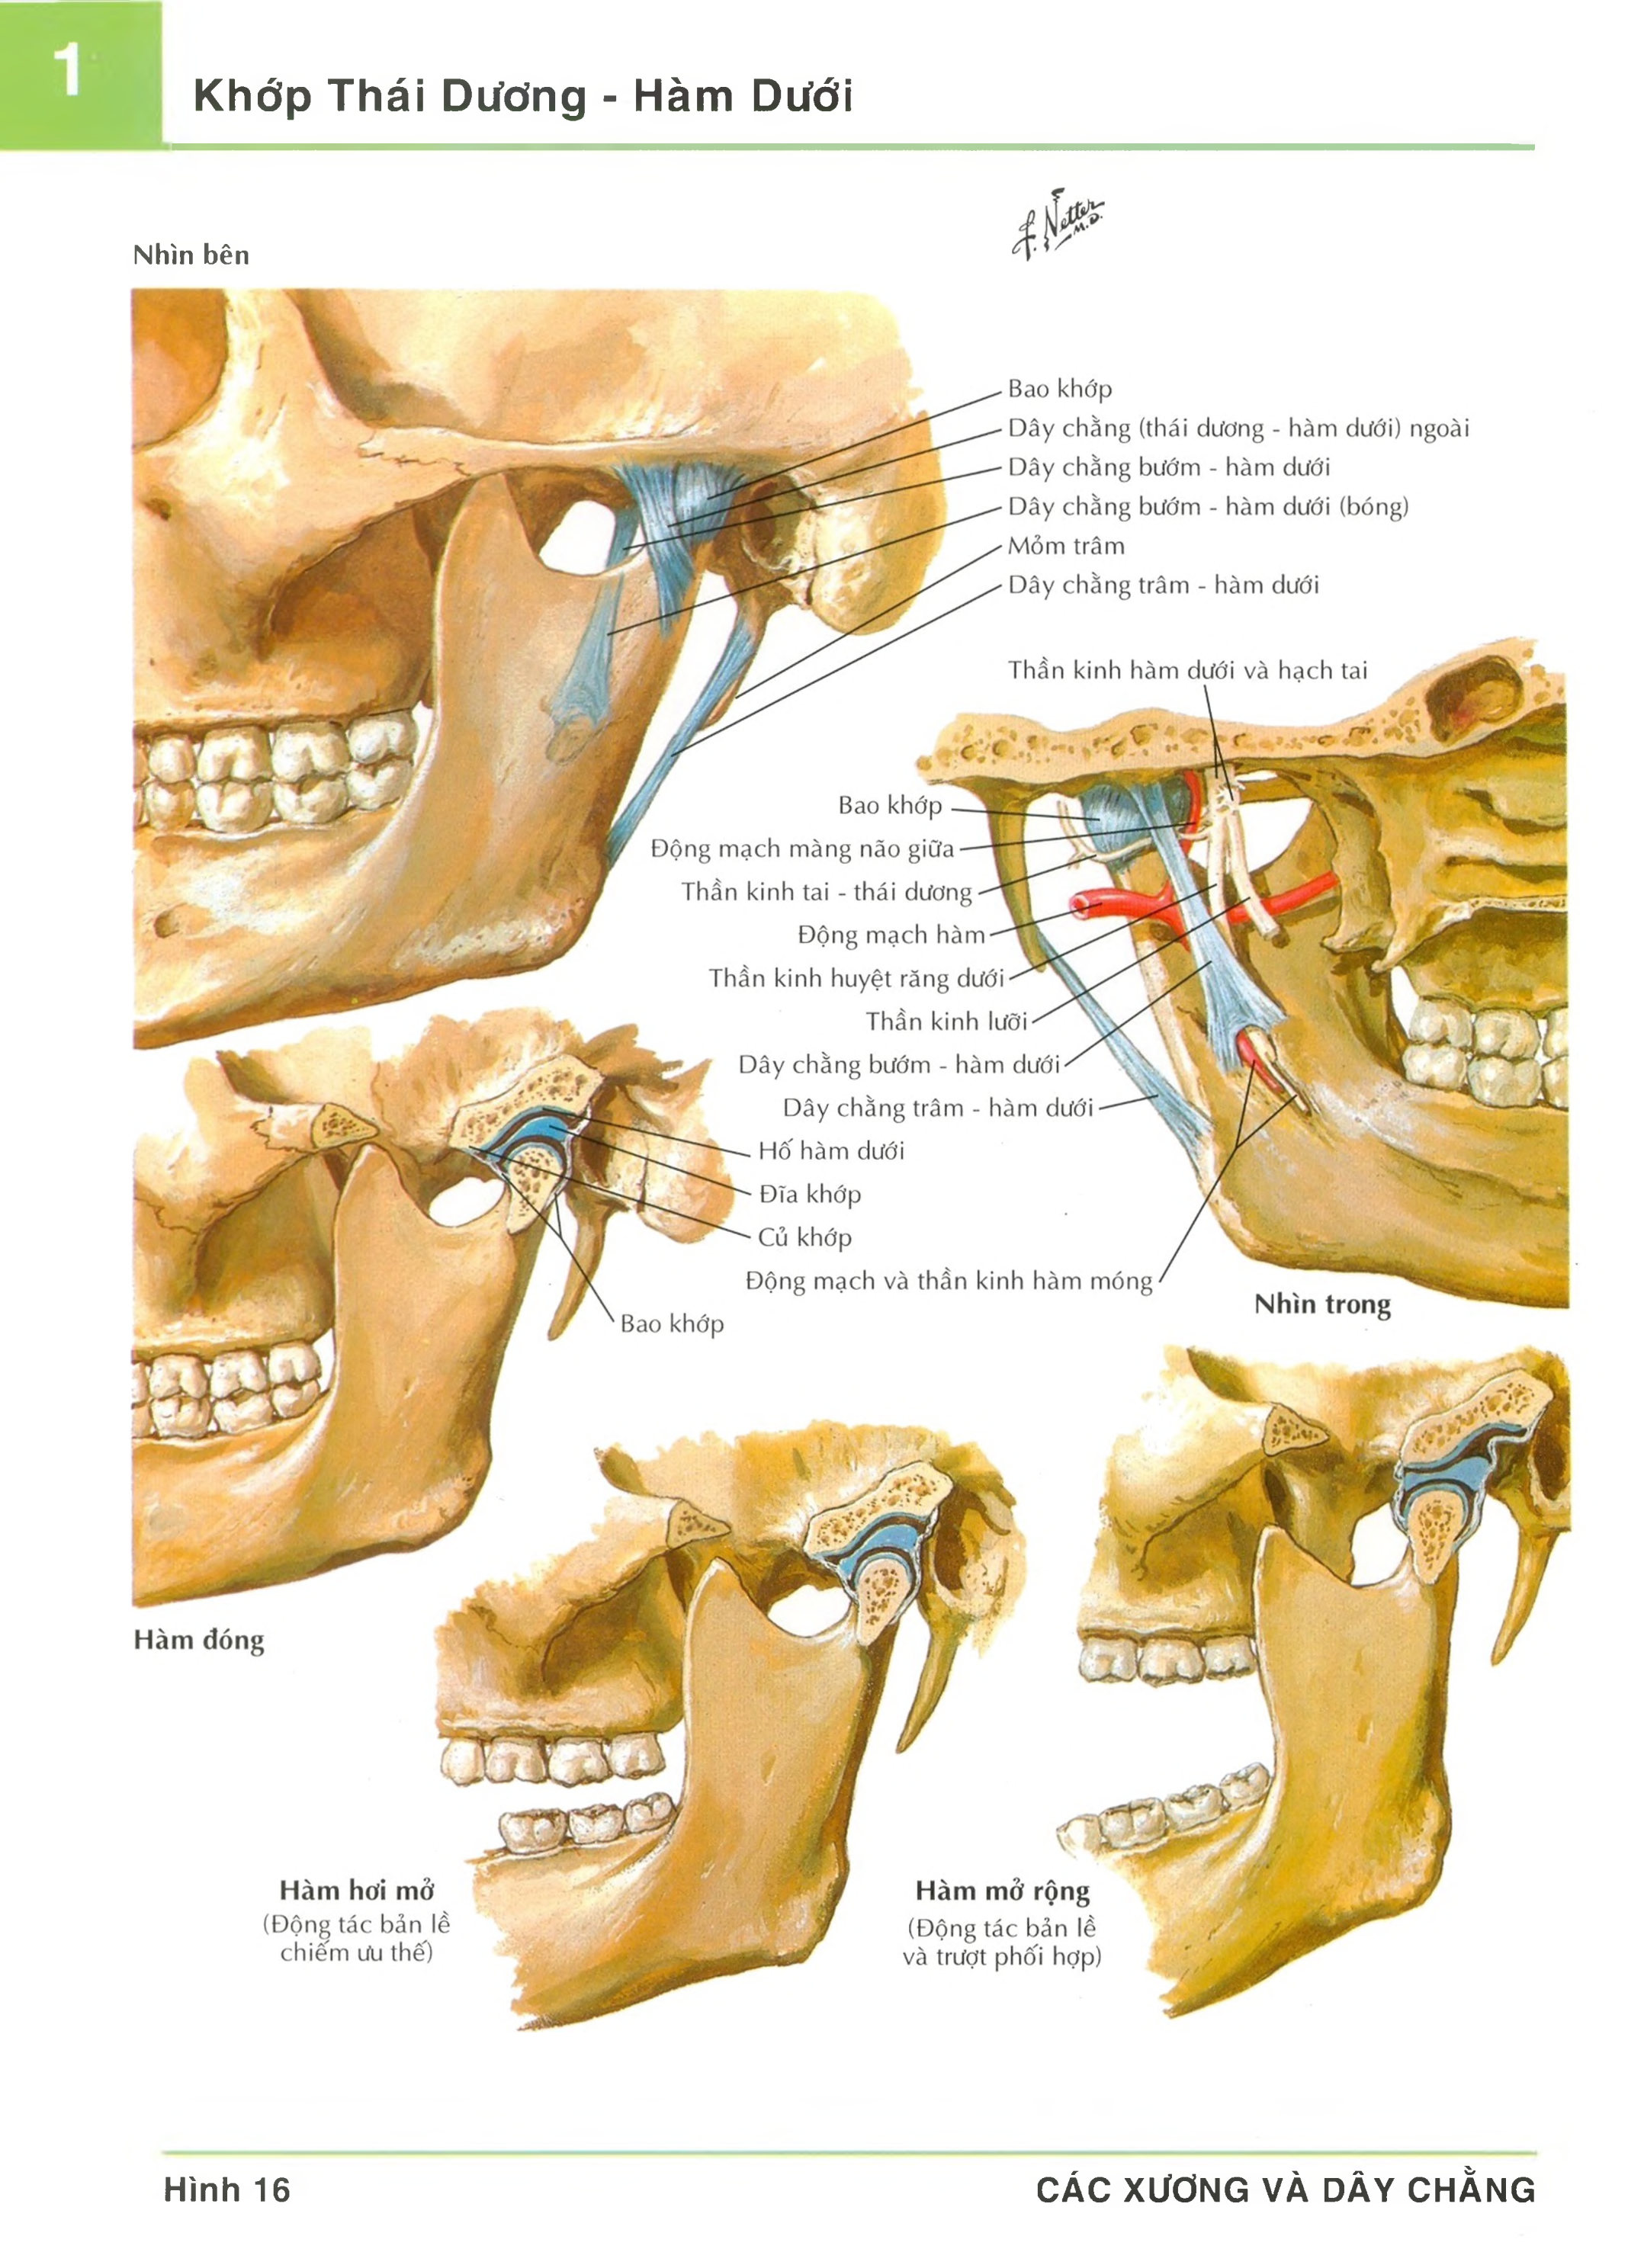 1
Khớp Thái Dương - Hàm Dưới
F. Netter
M.D.
Nhìn bên
Bao khớp
Dây chằng (thái dương - hàm dưới) ngoài
Dây chằng bướm - hàm dưới
Dây chằng bướm - hàm dưới (bóng)
Mỏm trâm
Dây chằng trâm - hàm dưới
Thần kinh hàm dưới và hạch tai
Bao khớp
Động mạch màng não giữa
Thần kinh tai - thái dương
Động mạch hàm
Thần kinh huyệt răng dưới
Thần kinh lưỡi
Dây chằng bướm - hàm dưới
Dây chằng trâm - hàm dưới
Hố hàm dưới
Đĩa khớp
Củ khớp
Động mạch và thần kinh hàm móng
Bao khớp
Nhìn trong
Hàm đóng
Hàm hơi mở
(Động tác bản lề
chiếm ưu thế)
Hàm mở rộng
(Động tác bản lề
và trượt phối hợp)
Hình 16
CÁC XƯƠNG VÀ DÂY CHẰNG